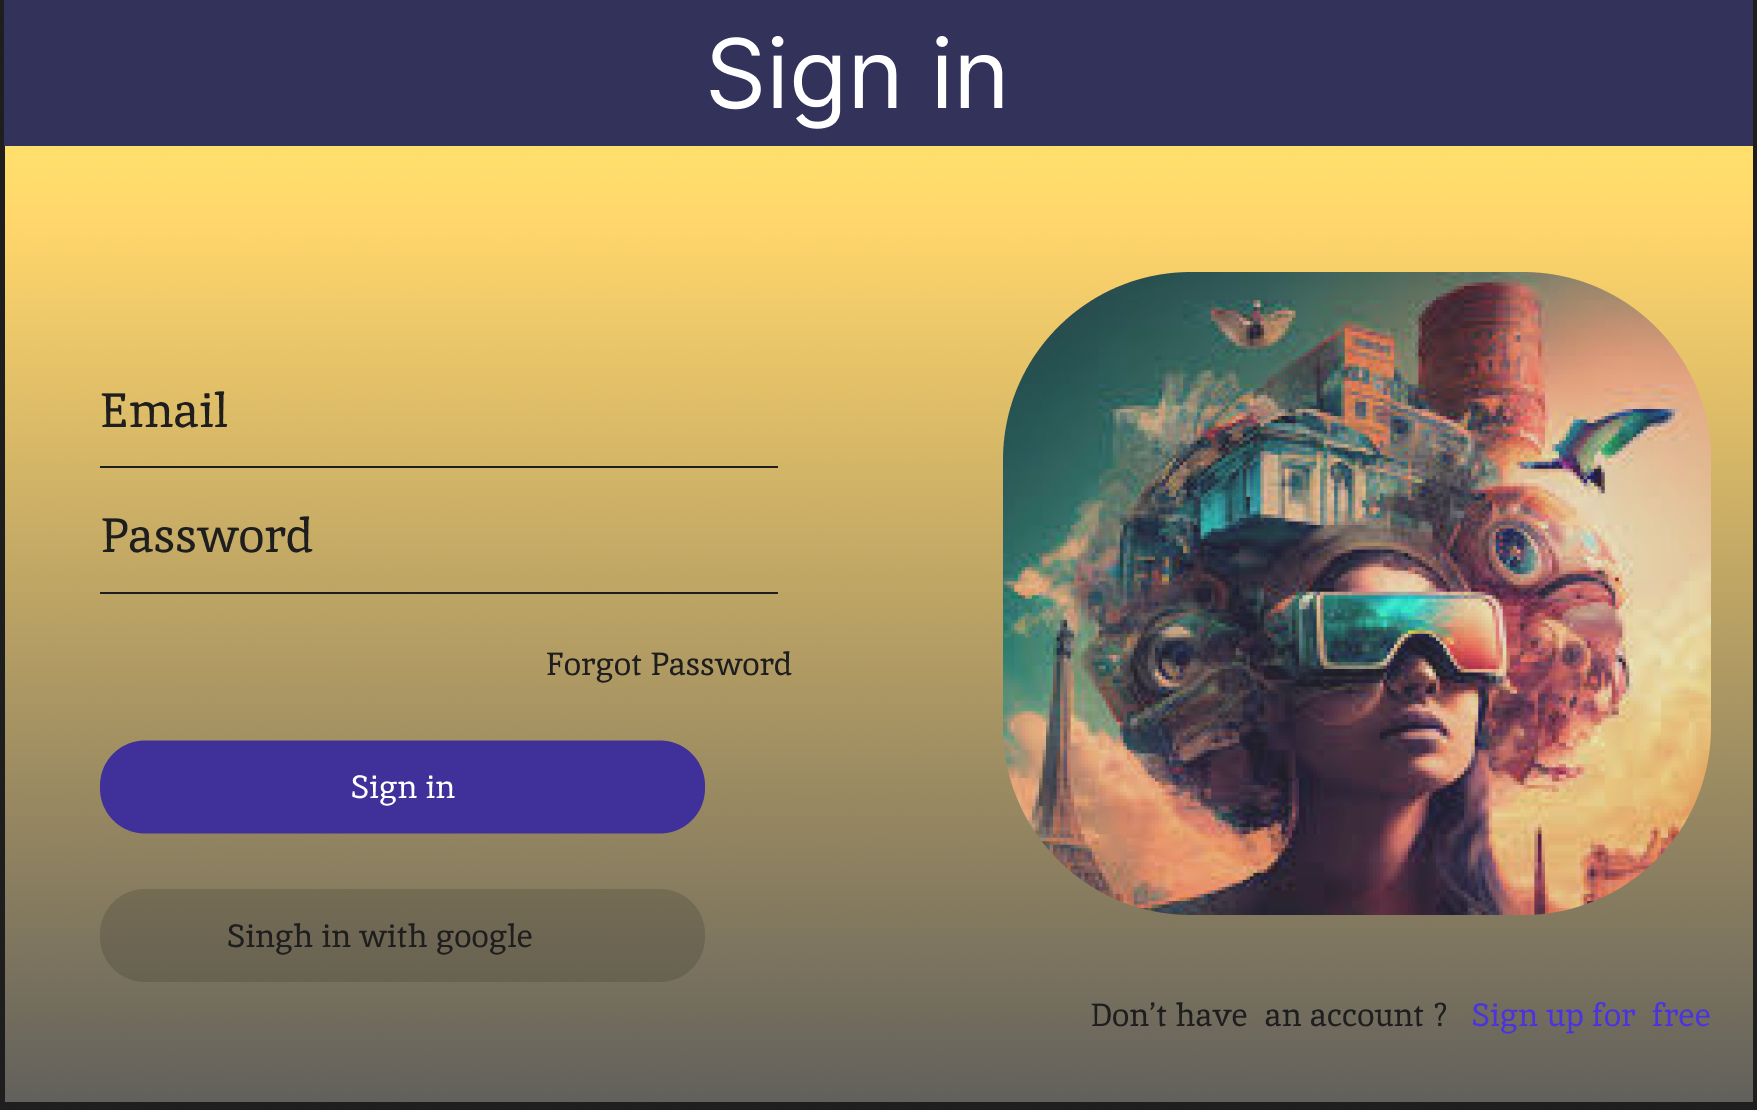 Sign in
Email
Password
Forgot Password
Sign in
Singh in with google
Don’t have an account ? Sign up for free